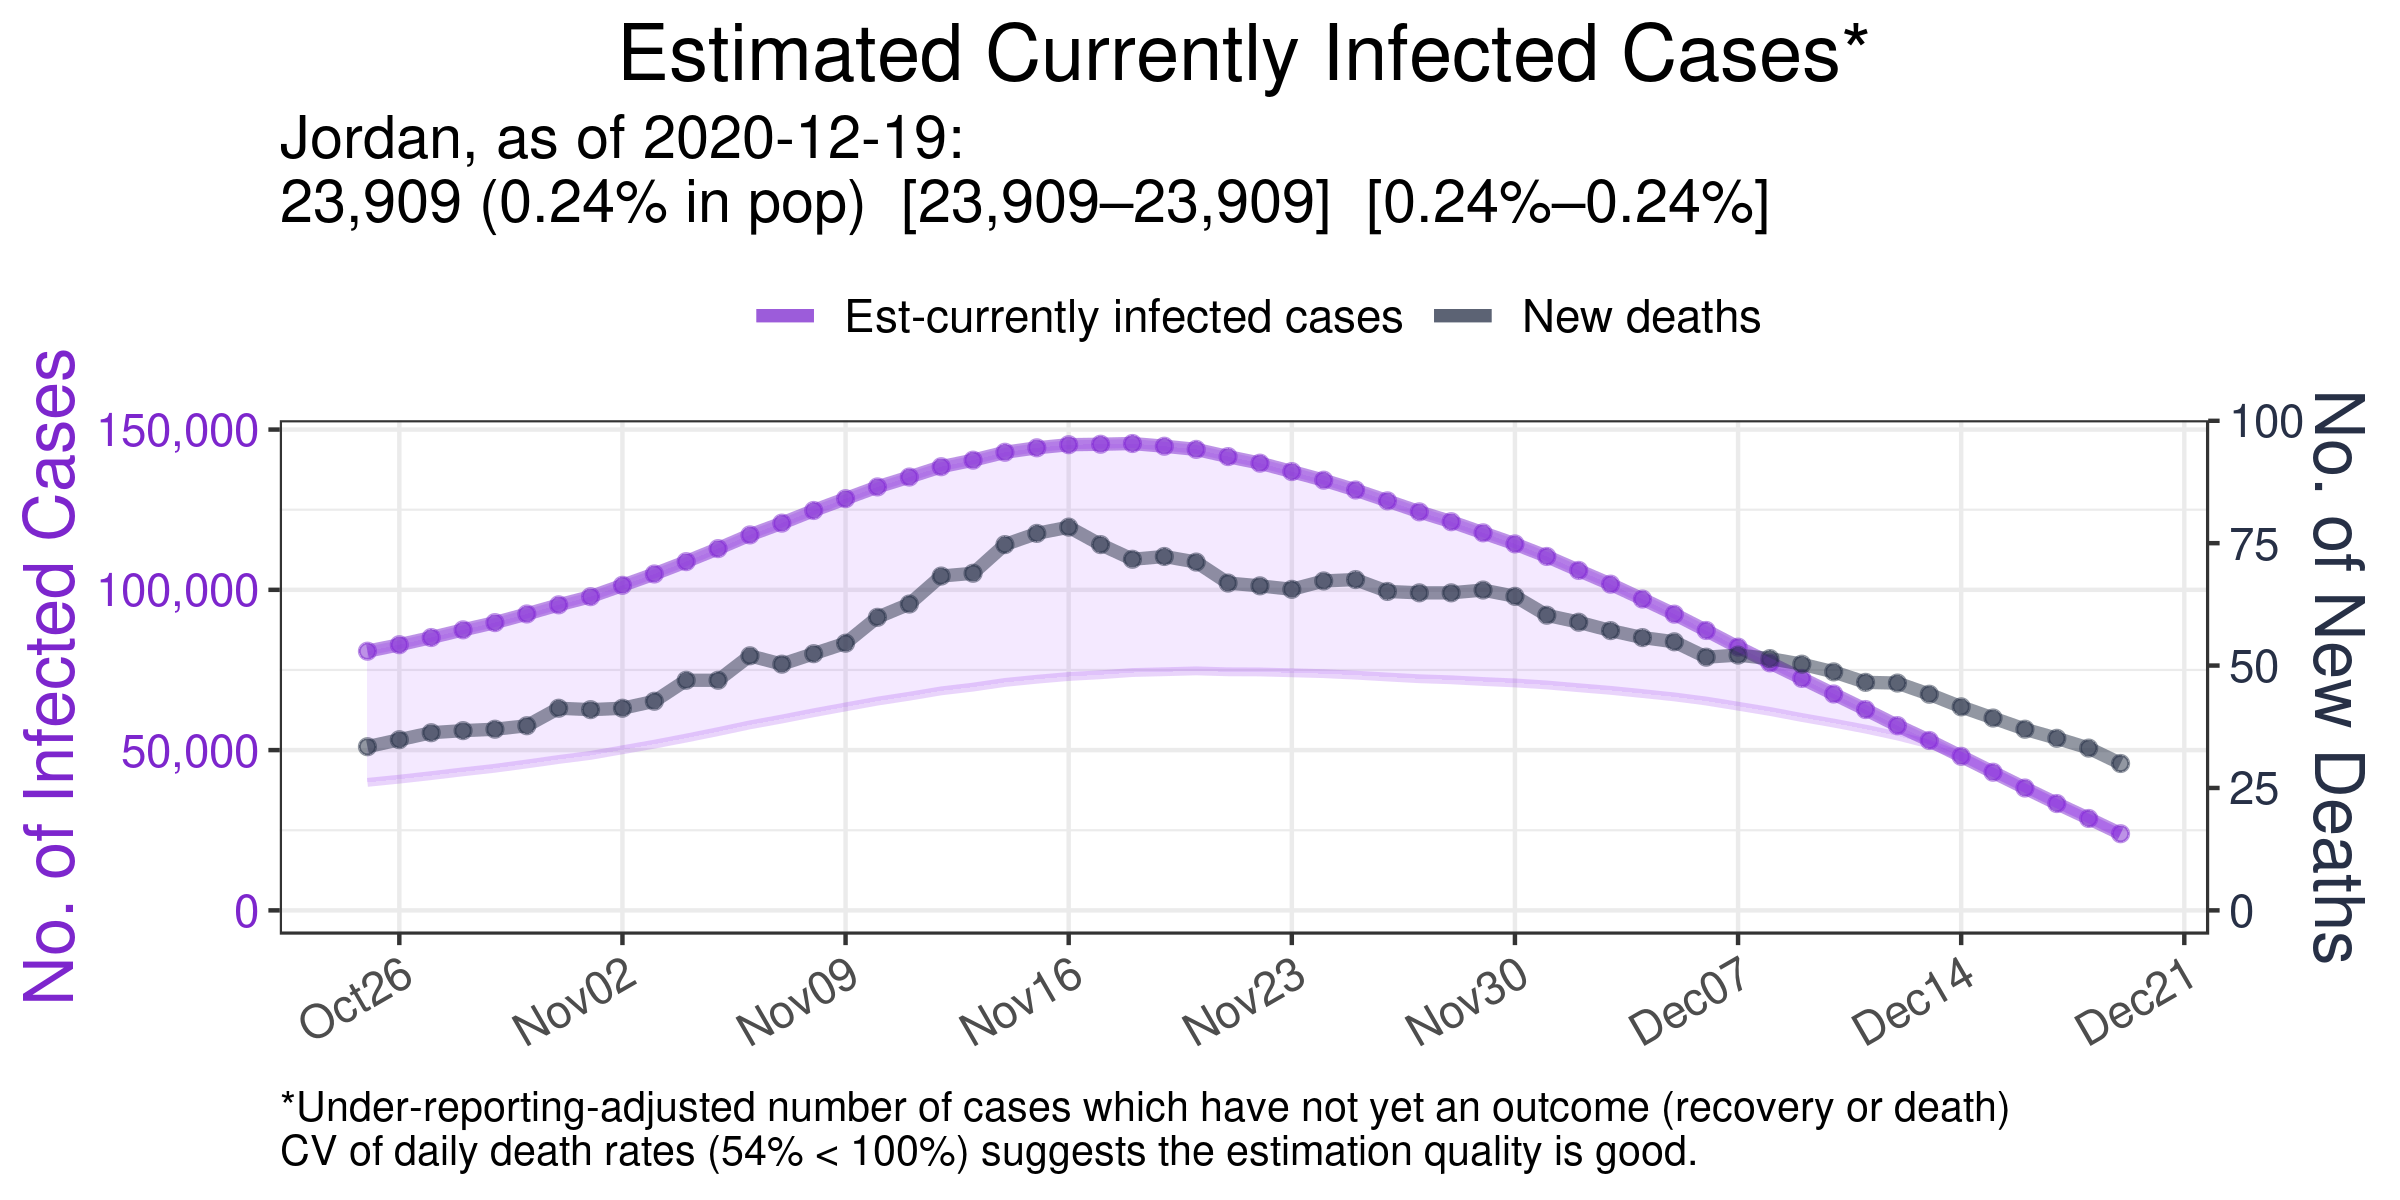 Estimated Currently Infected Cases*
Jordan, as of 2020-12-19:
23,909 (0.24% in pop) [23,909–23,909] [0.24%–0.24%]
Est-currently infected cases New deaths
No. of Infected Cases
150,000
100,000
50,000
0
100
75
50
25
0
No. of New Deaths
Oct26 Nov02 Nov09 Nov16 Nov23 Nov30 Dec07 Dec14 Dec21
*Under-reporting-adjusted number of cases which have not yet an outcome (recovery or death)
CV of daily death rates (54% < 100%) suggests the estimation quality is good.